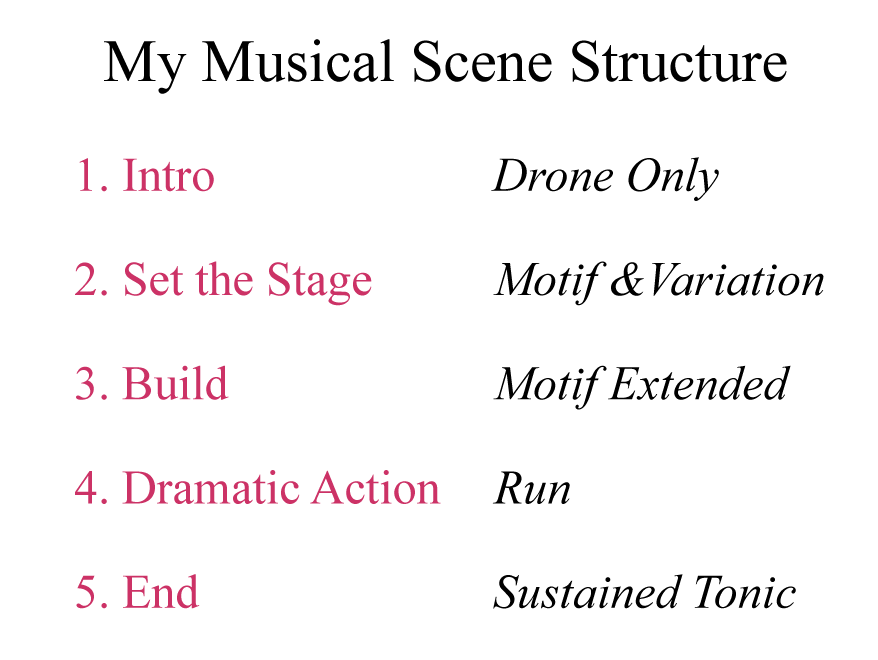 My Musical Scene Structure
1. Intro Drone Only
2. Set the Stage Motif &Variation
3. Build Motif Extended
4. Dramatic Action Run
5. End Sustained Tonic